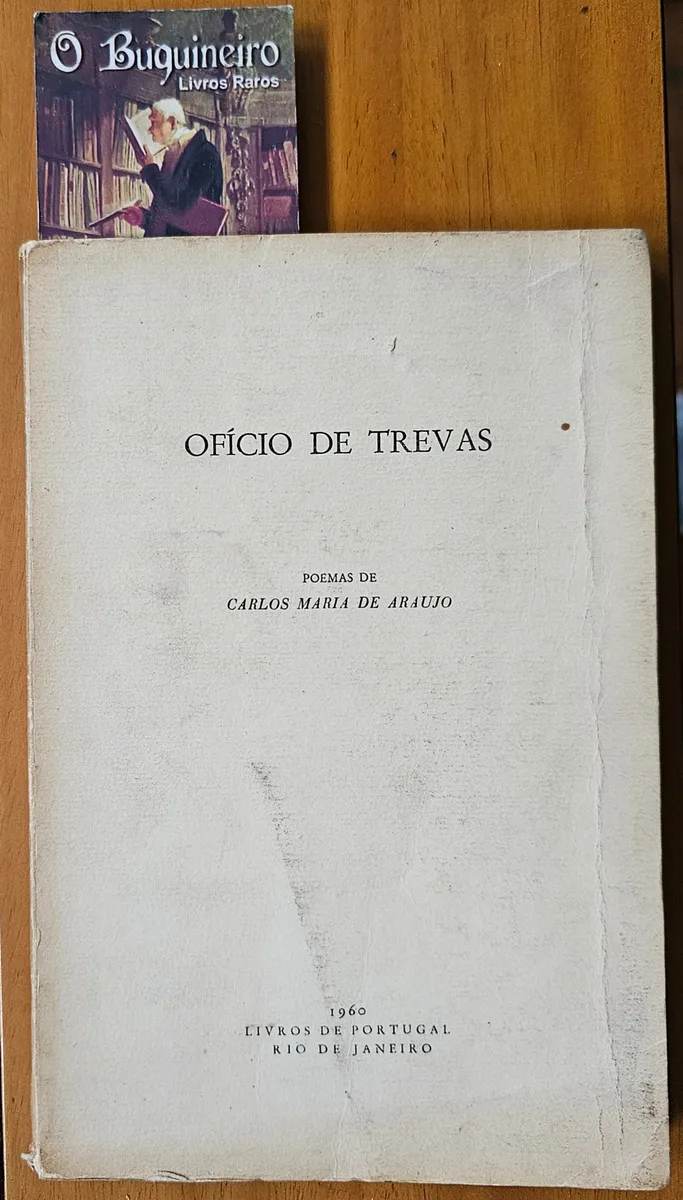 O Buquineiro
Livros Raros
OFÍCIO DE TREVAS
POEMAS DE
CARLOS MARIA DE ARAUJO
1960
LIVROS DE PORTUGAL
RIO DE JANEIRO